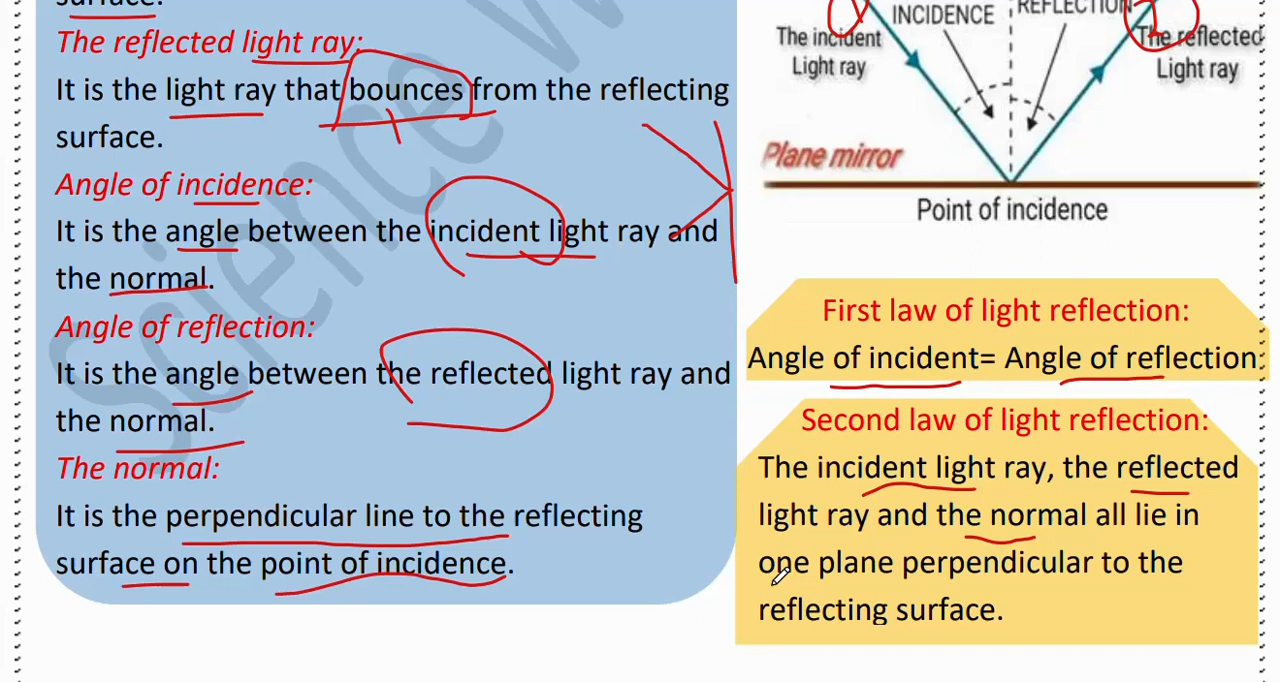 surface.
The reflected light ray:
It is the light ray that bounces from the reflecting
surface.
Angle of incidence:
It is the angle between the incident light ray and
the normal.
Angle of reflection:
It is the angle between the reflected light ray and
the normal.
The normal:
It is the perpendicular line to the reflecting
surface on the point of incidence.
INCIDENCE
REFLECTION
The incident
Light ray
The reflected
Light ray
Plane mirror
Point of incidence
First law of light reflection:
Angle of incident= Angle of reflection:
Second law of light reflection:
The incident light ray, the reflected
light ray and the normal all lie in
one plane perpendicular to the
reflecting surface.
Science